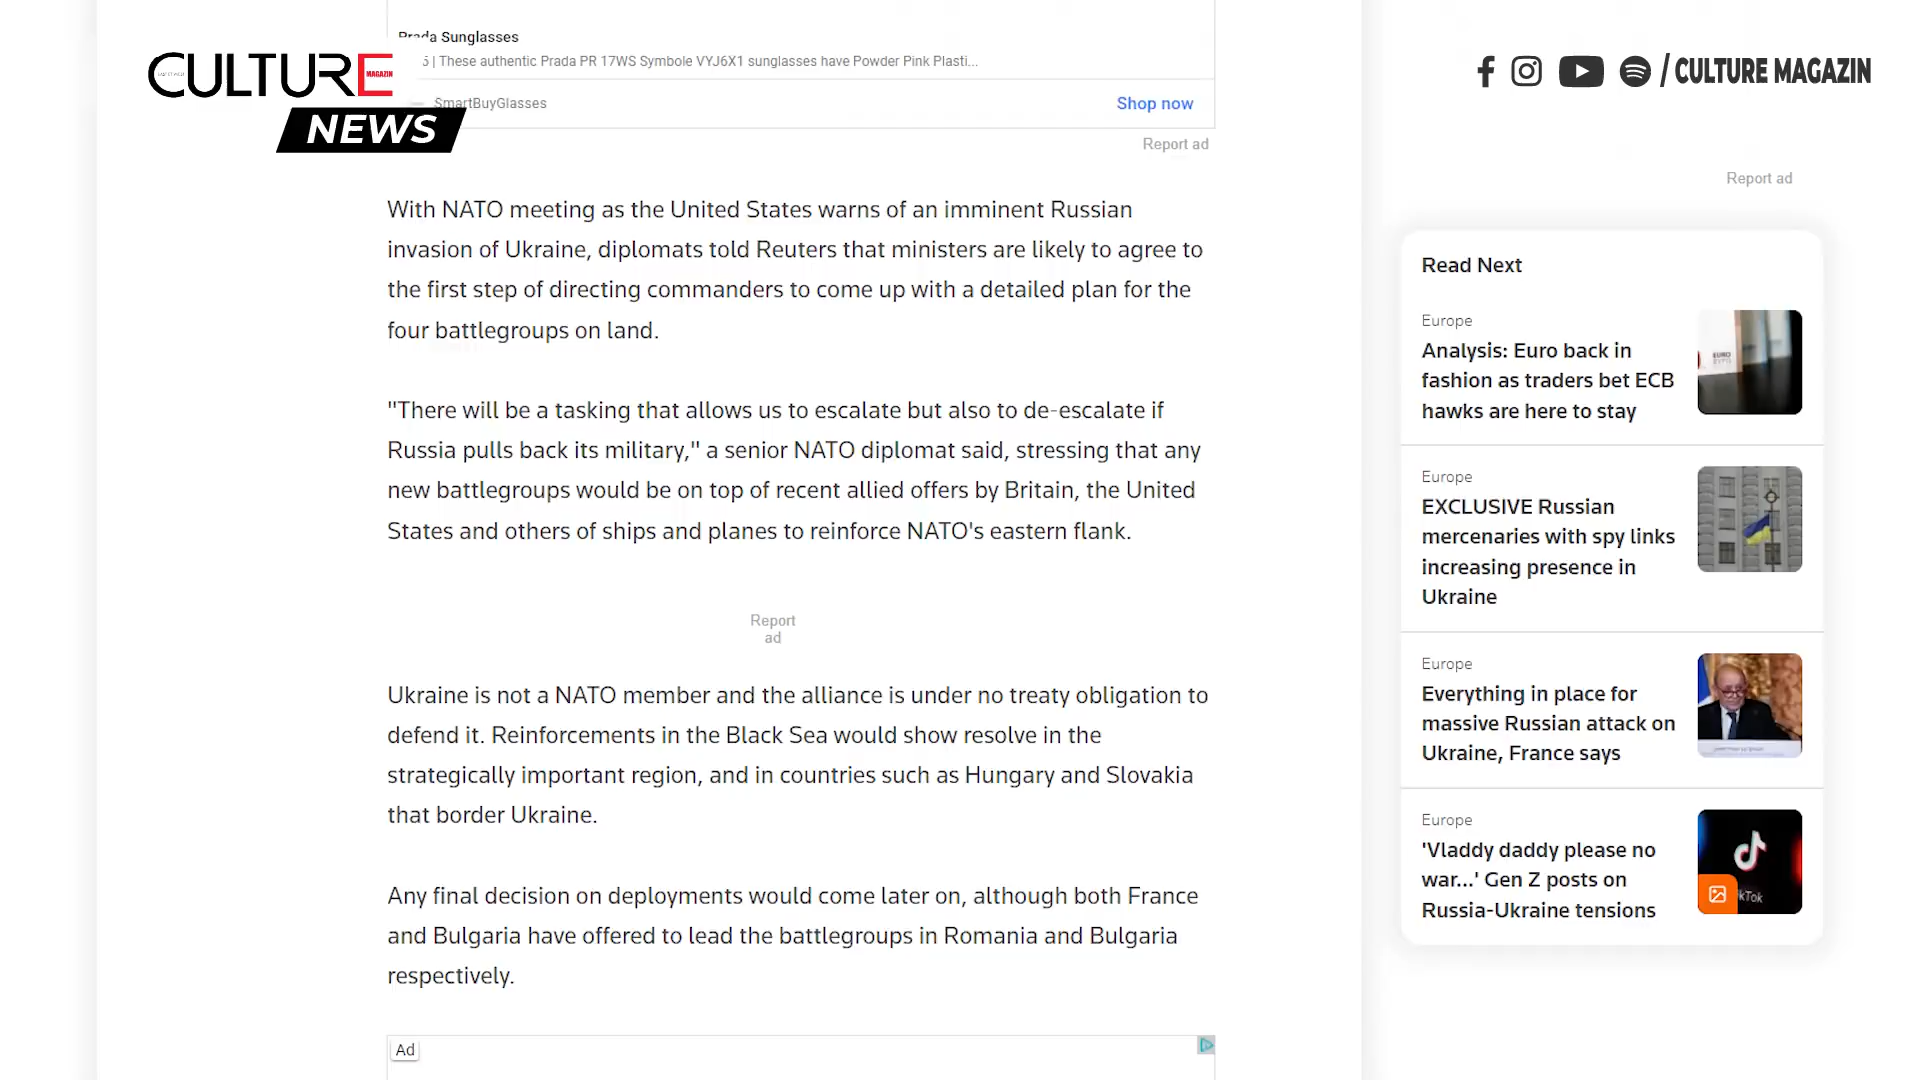 Prada Sunglasses
5 | These authentic Prada PR 17WS Symbole VYJ6X1 sunglasses have Powder Pink Plasti...
CULTURE
MAGAZIN
NEWS
SmartBuyGlasses
Shop now
Report ad
/ CULTURE MAGAZIN
Report ad
With NATO meeting as the United States warns of an imminent Russian
invasion of Ukraine, diplomats told Reuters that ministers are likely to agree to
the first step of directing commanders to come up with a detailed plan for the
four battlegroups on land.
"There will be a tasking that allows us to escalate but also to de-escalate if
Russia pulls back its military," a senior NATO diplomat said, stressing that any
new battlegroups would be on top of recent allied offers by Britain, the United
States and others of ships and planes to reinforce NATO's eastern flank.
Report
ad
Ukraine is not a NATO member and the alliance is under no treaty obligation to
defend it. Reinforcements in the Black Sea would show resolve in the
strategically important region, and in countries such as Hungary and Slovakia
that border Ukraine.
Any final decision on deployments would come later on, although both France
and Bulgaria have offered to lead the battlegroups in Romania and Bulgaria
respectively.
Ad
Read Next
Europe
Analysis: Euro back in
fashion as traders bet ECB
hawks are here to stay
Europe
EXCLUSIVE Russian
mercenaries with spy links
increasing presence in
Ukraine
Europe
Everything in place for
massive Russian attack on
Ukraine, France says
Europe
'Vladdy daddy please no
war...' Gen Z posts on
Russia-Ukraine tensions
kTok